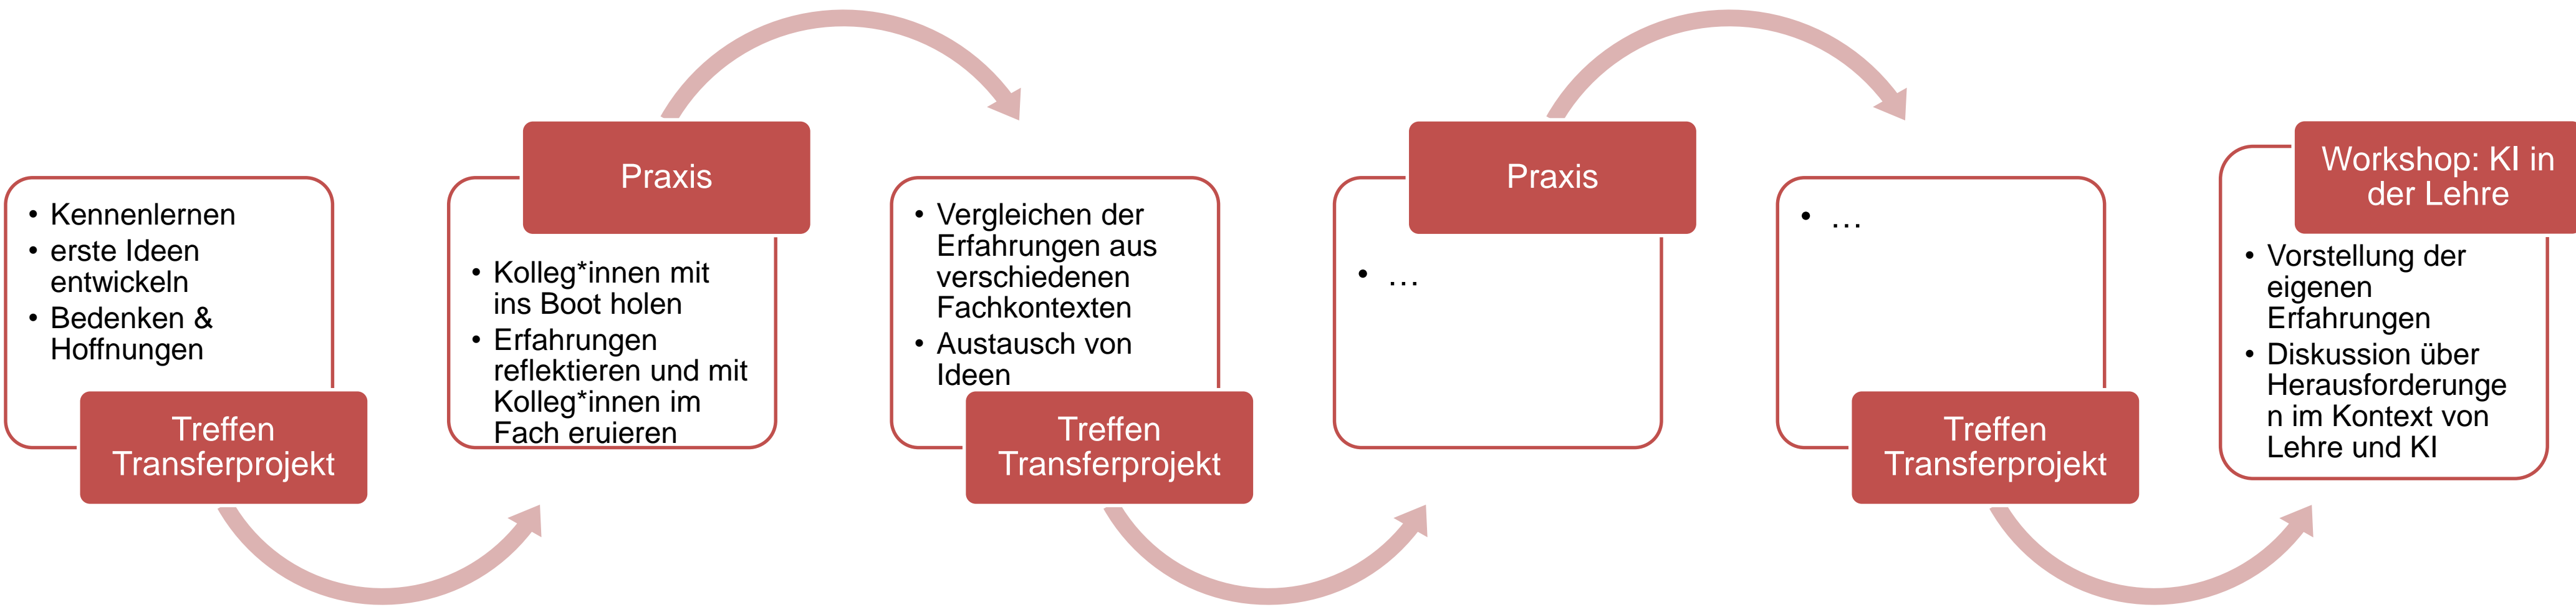 • Kennenlernen
• erste Ideen
entwickeln
• Bedenken &
Hoffnungen
Treffen
Transferprojekt
Praxis
• Kolleg*innen mit
ins Boot holen
• Erfahrungen
reflektieren und mit
Kolleg*innen im
Fach eruieren
• Vergleichen der
Erfahrungen aus
verschiedenen
Fachkontexten
• Austausch von
Ideen
Treffen
Transferprojekt
Praxis
• …
• …
Treffen
Transferprojekt
Workshop: KI in
der Lehre
• Vorstellung der
eigenen
Erfahrungen
• Diskussion über
Herausforderunge
n im Kontext von
Lehre und KI